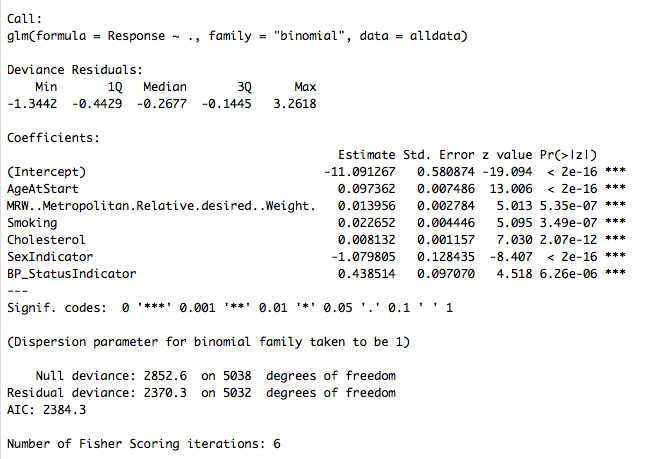 Call:
glm(formula = Response ~ ., family = "binomial", data = alldata)
Deviance Residuals:
Min 1Q Median 3Q Max
-1.3442 -0.4429 -0.2677 -0.1445 3.2618
Coefficients:
Estimate Std. Error z value Pr(>|z|)
(Intercept) -11.091267 0.580874 -19.094 < 2e-16 ***
AgeAtStart 0.097362 0.007486 13.006 < 2e-16 ***
MRW..Metropolitan.Relative.desired..Weight. 0.013956 0.002784 5.013 5.35e-07 ***
Smoking 0.022652 0.004446 5.095 3.49e-07 ***
Cholesterol 0.008132 0.001157 7.030 2.07e-12 ***
SexIndicator -1.079805 0.128435 -8.407 < 2e-16 ***
BP_StatusIndicator 0.438514 0.097070 4.518 6.26e-06 ***
---
Signif. codes: 0 '***' 0.001 '**' 0.01 '*' 0.05 '.' 0.1 ' ' 1
(Dispersion parameter for binomial family taken to be 1)
Null deviance: 2852.6 on 5038 degrees of freedom
Residual deviance: 2370.3 on 5032 degrees of freedom
AIC: 2384.3
Number of Fisher Scoring iterations: 6